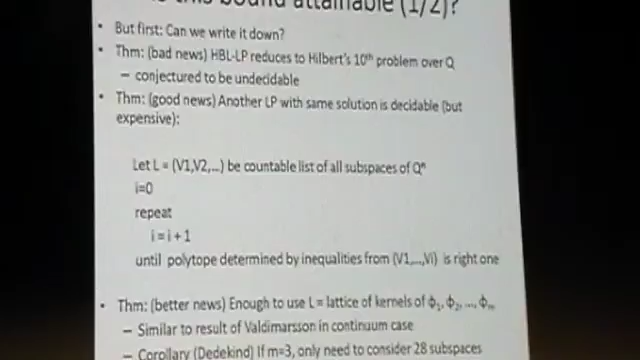 this bound attainable (1/2)?
• But first: Can we write it down?
• Thm: (bad news) HBL-LP reduces to Hilbert's 10th problem over Q
– conjectured to be undecidable
• Thm: (good news) Another LP with same solution is decidable (but
expensive):
Let L = (V1,V2,...) be countable list of all subspaces of Qⁿ
i=0
repeat
i = i + 1
until polytope determined by inequalities from (V1,...,Vi) is right one
• Thm: (better news) Enough to use L = lattice of kernels of Φ₁, Φ₂, ..., Φₘ
– Similar to result of Valdimarsson in continuum case
– Corollary (Dedekind) If m=3, only need to consider 28 subspaces